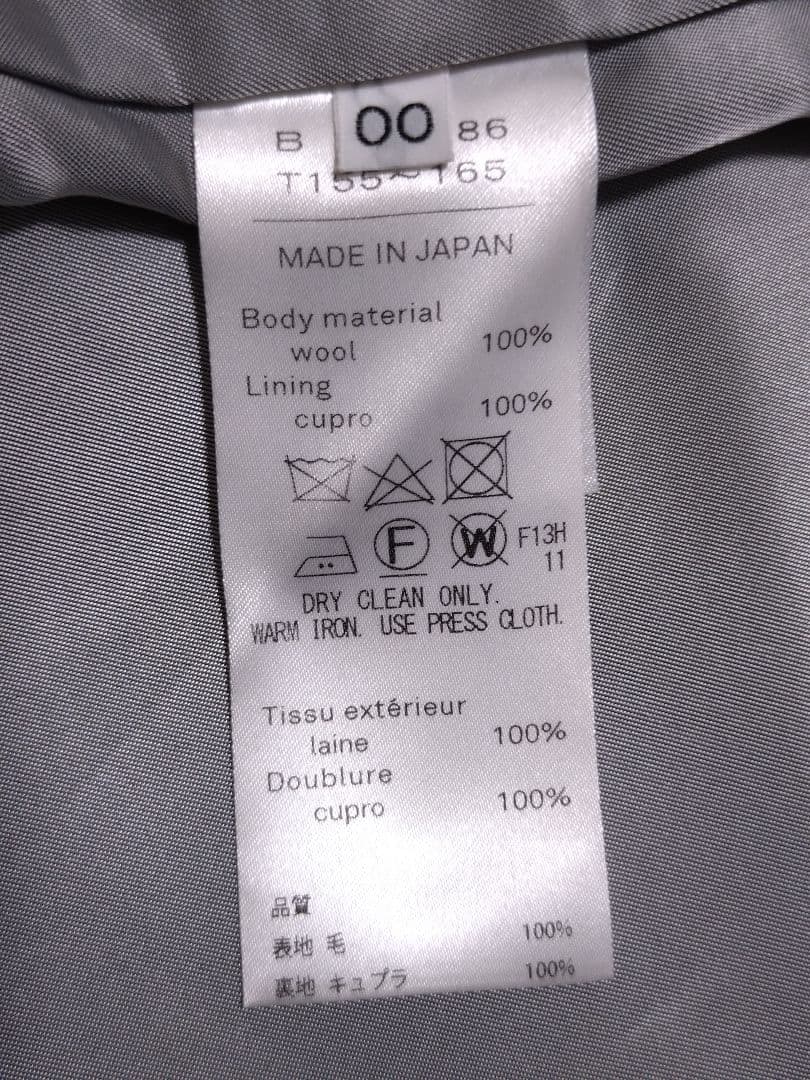 00
B 86
T155~165
MADE IN JAPAN
Body material
wool 100%
Lining
cupro 100%
F W F13H
11
DRY CLEAN ONLY.
WARM IRON. USE PRESS CLOTH.
Tissu extérieur
laine 100%
Doublure
cupro 100%
品質
表地 毛 100%
裏地 キュプラ 100%